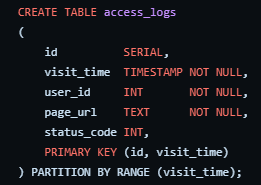 CREATE TABLE access_logs
(
    id          SERIAL,
    visit_time  TIMESTAMP NOT NULL,
    user_id     INT       NOT NULL,
    page_url    TEXT      NOT NULL,
    status_code INT,
    PRIMARY KEY (id, visit_time)
) PARTITION BY RANGE (visit_time);